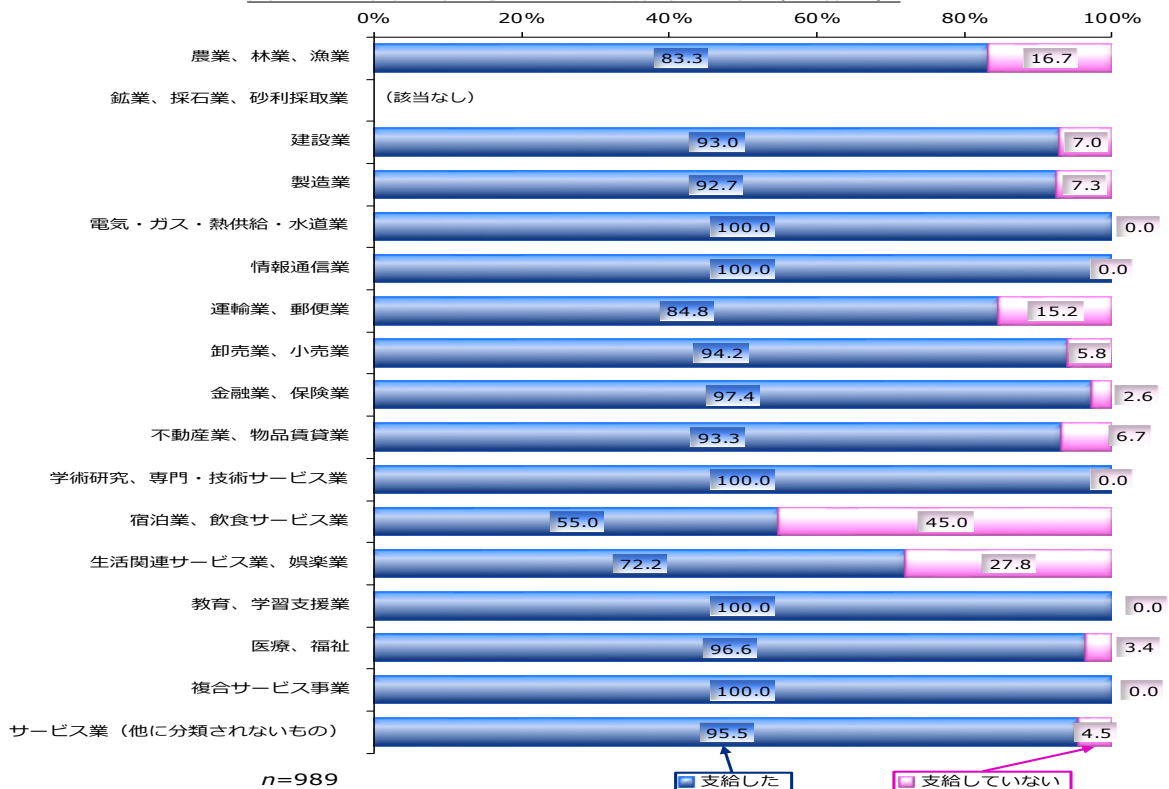 0% 20% 40% 60% 80% 100%
農業、林業、漁業 83.3 16.7
鉱業、採石業、砂利採取業 (該当なし)
建設業 93.0 7.0
製造業 92.7 7.3
電気・ガス・熱供給・水道業 100.0 0.0
情報通信業 100.0 0.0
運輸業、郵便業 84.8 15.2
卸売業、小売業 94.2 5.8
金融業、保険業 97.4 2.6
不動産業、物品賃貸業 93.3 6.7
学術研究、専門・技術サービス業 100.0 0.0
宿泊業、飲食サービス業 55.0 45.0
生活関連サービス業、娯楽業 72.2 27.8
教育、学習支援業 100.0 0.0
医療、福祉 96.6 3.4
複合サービス事業 100.0 0.0
サービス業（他に分類されないもの） 95.5 4.5
n=989 支給した 支給していない